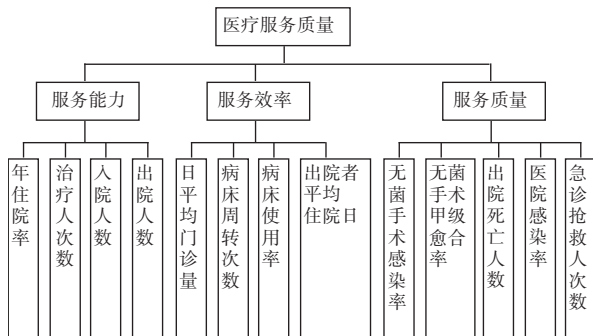 医疗服务质量
服务能力
服务效率
服务质量
年住院率
治疗人次数
入院人数
出院人数
日平均门诊量
病床周转次数
病床使用率
出院者
平均
住院日
无菌手术感染率
无菌
手术
甲级
愈合
率
出院死亡人数
医院感染率
急诊抢救人次数